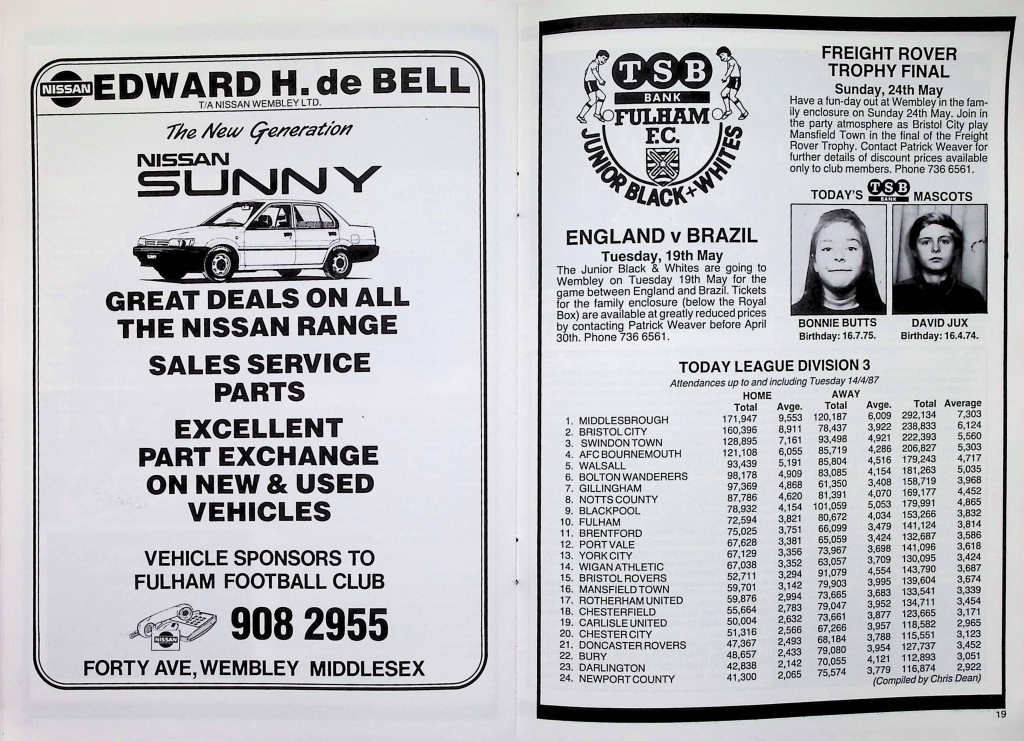 NISSAN EDWARD H. de BELL
T/A NISSAN WEMBLEY LTD.
The New Generation
NISSAN
SUNNY
GREAT DEALS ON ALL
THE NISSAN RANGE
SALES SERVICE
PARTS
EXCELLENT
PART EXCHANGE
ON NEW & USED
VEHICLES
VEHICLE SPONSORS TO
FULHAM FOOTBALL CLUB
NISSAN
908 2955
FORTY AVE, WEMBLEY MIDDLESEX
TSB
BANK
FULHAM
F.C.
JUNIOR BLACK + WHITES
FREIGHT ROVER
TROPHY FINAL
Sunday, 24th May
Have a fun-day out at Wembley in the fam-
ily enclosure on Sunday 24th May. Join in
the party atmosphere as Bristol City play
Mansfield Town in the final of the Freight
Rover Trophy. Contact Patrick Weaver for
further details of discount prices available
only to club members. Phone 736 6561.
TODAY'S TSB BANK MASCOTS
BONNIE BUTTS
Birthday: 16.7.75.
DAVID JUX
Birthday: 16.4.74.
ENGLAND v BRAZIL
Tuesday, 19th May
The Junior Black & Whites are going to
Wembley on Tuesday 19th May for the
game between England and Brazil. Tickets
for the family enclosure (below the Royal
Box) are available at greatly reduced prices
by contacting Patrick Weaver before April
30th. Phone 736 6561.
TODAY LEAGUE DIVISION 3
Attendances up to and including Tuesday 14/4/87
HOME AWAY
Total Avge. Total Avge. Total Average
1. MIDDLESBROUGH 171,947 9,553 120,187 6,009 292,134 7,303
2. BRISTOL CITY 160,396 8,911 78,437 3,922 238,833 6,124
3. SWINDON TOWN 128,895 7,161 93,498 4,921 222,393 5,560
4. AFC BOURNEMOUTH 121,108 6,055 85,719 4,286 206,827 5,303
5. WALSALL 93,439 5,191 85,804 4,516 179,243 4,717
6. BOLTON WANDERERS 98,178 4,909 83,085 4,154 181,263 5,035
7. GILLINGHAM 97,369 4,868 61,350 3,408 158,719 3,968
8. NOTTS COUNTY 87,786 4,620 81,391 4,070 169,177 4,452
9. BLACKPOOL 78,932 4,154 101,059 5,053 179,991 4,865
10. FULHAM 72,594 3,821 80,672 4,034 153,266 3,832
11. BRENTFORD 75,025 3,751 66,099 3,479 141,124 3,814
12. PORT VALE 67,628 3,381 65,059 3,424 132,687 3,586
13. YORK CITY 67,129 3,356 73,967 3,698 141,096 3,618
14. WIGAN ATHLETIC 67,038 3,352 63,057 3,709 130,095 3,424
15. BRISTOL ROVERS 52,711 3,294 91,079 4,554 143,790 3,687
16. MANSFIELD TOWN 59,701 3,142 79,903 3,995 139,604 3,674
17. ROTHERHAM UNITED 59,876 2,994 73,665 3,683 133,541 3,339
18. CHESTERFIELD 55,664 2,783 79,047 3,952 134,711 3,454
19. CARLISLE UNITED 50,004 2,632 73,661 3,877 123,665 3,171
20. CHESTER CITY 51,316 2,566 67,266 3,957 118,582 2,965
21. DONCASTER ROVERS 47,367 2,493 68,184 3,788 115,551 3,123
22. BURY 48,657 2,433 79,080 3,954 127,737 3,452
23. DARLINGTON 42,838 2,142 70,055 4,121 112,893 3,051
24. NEWPORT COUNTY 41,300 2,065 75,574 3,779 116,874 2,922
(Compiled by Chris Dean)
19